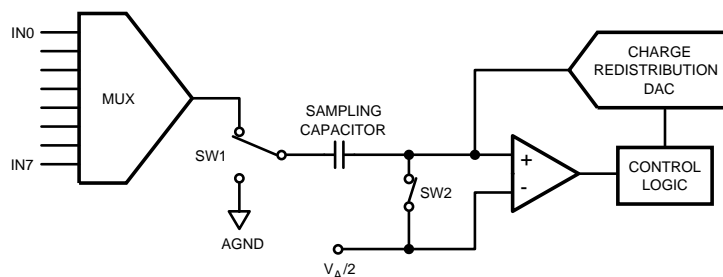 IN0
MUX
IN7
SW1
AGND
SAMPLING
CAPACITOR
SW2
V_A/2
+
-
CHARGE
REDISTRIBUTION
DAC
CONTROL
LOGIC